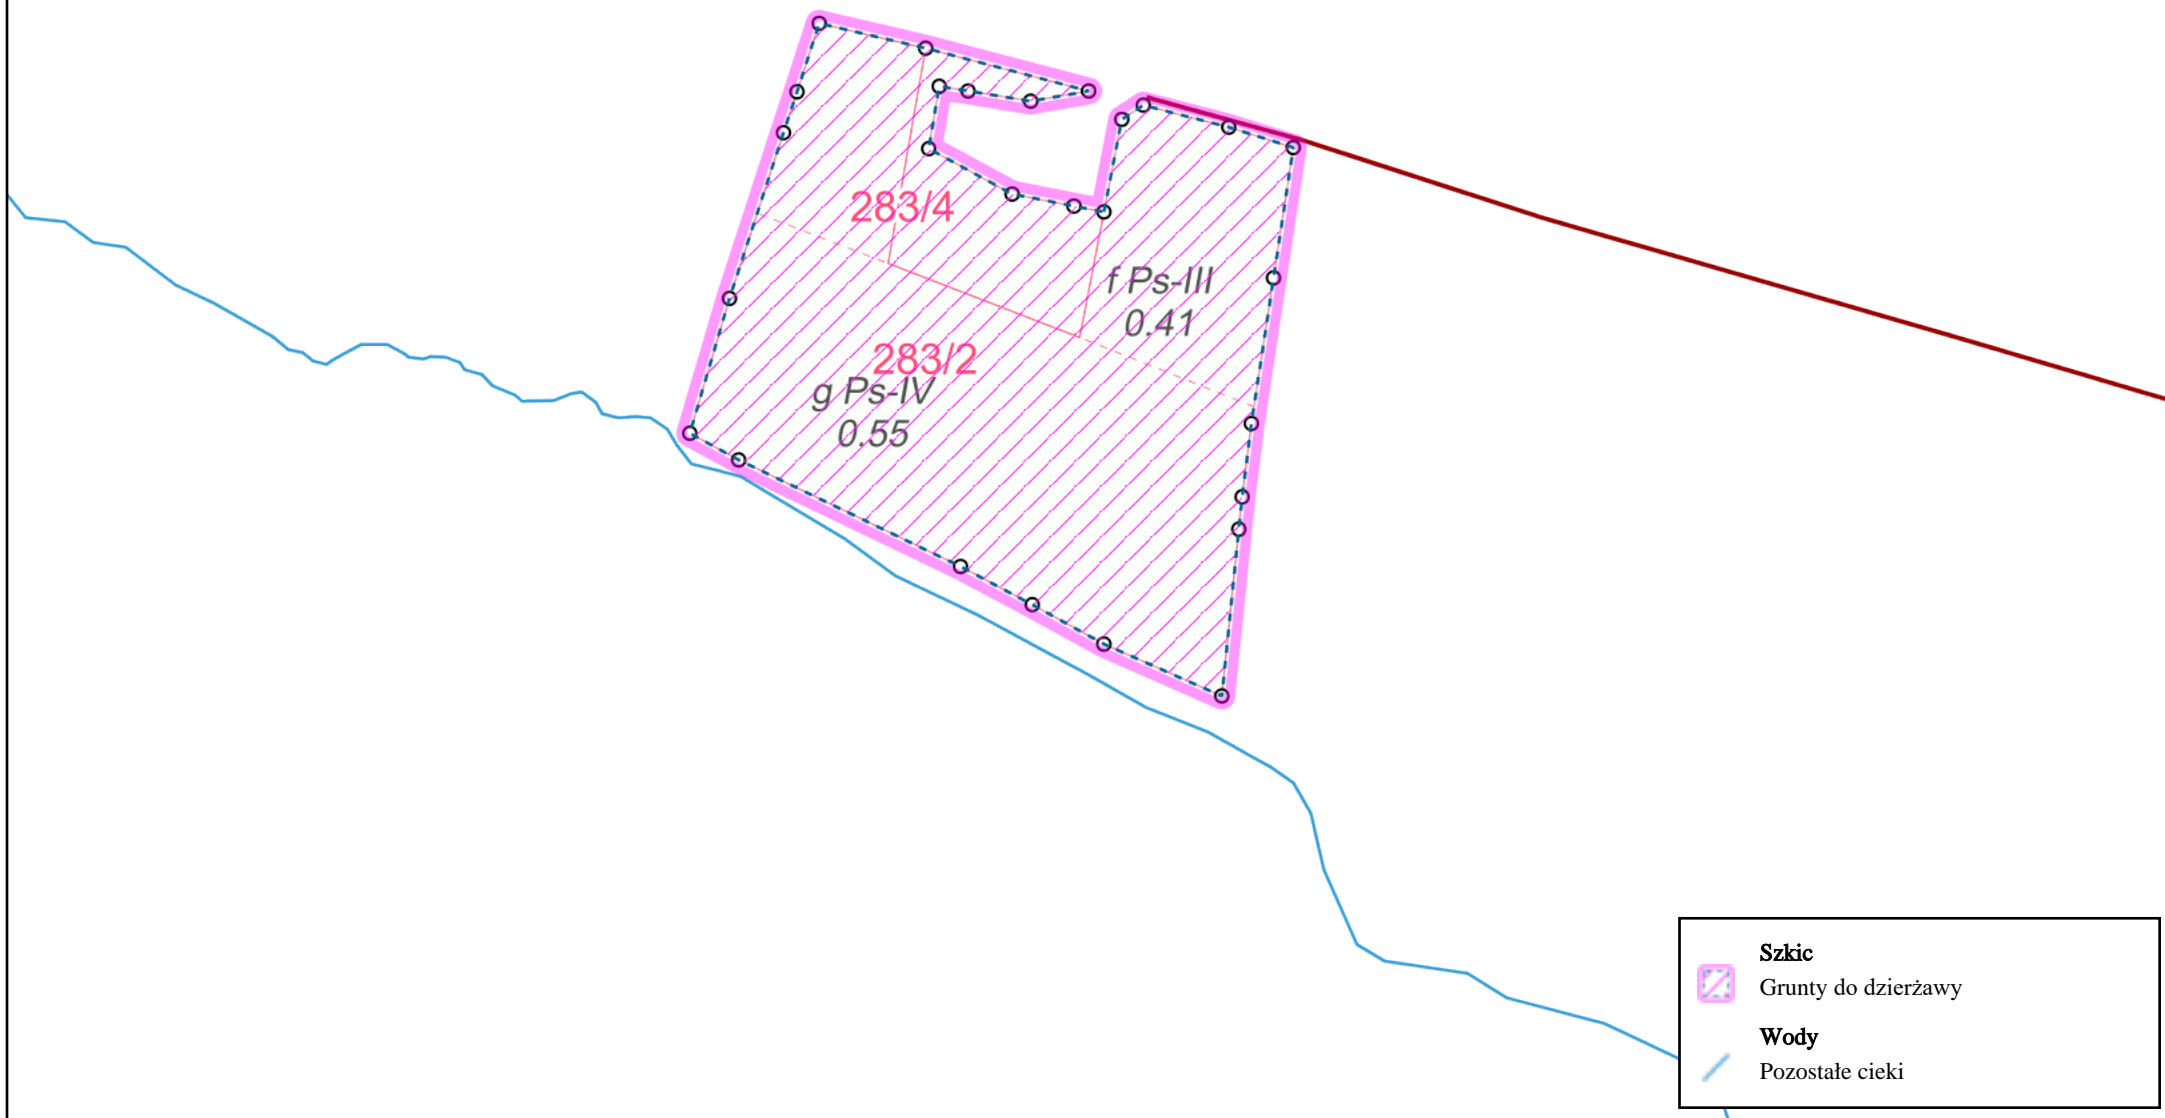 283/4
f Ps-III
0.41
283/2
g Ps-IV
0.55
Szkic
Grunty do dzierżawy
Wody
Pozostałe cieki